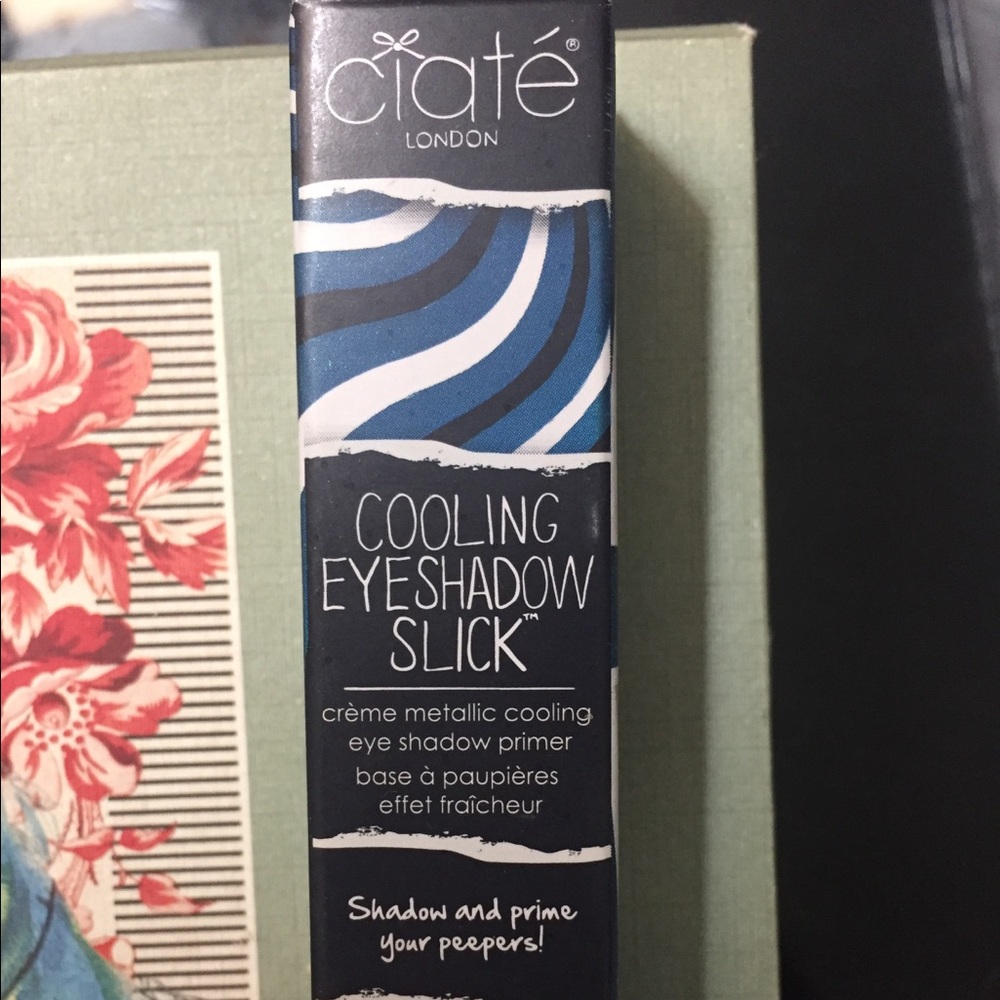 ciaté®
LONDON
COOLING
EYESHADOW
SLICK™
crème metallic cooling
eye shadow primer
base à paupières
effet fraîcheur
Shadow and prime
your peepers!